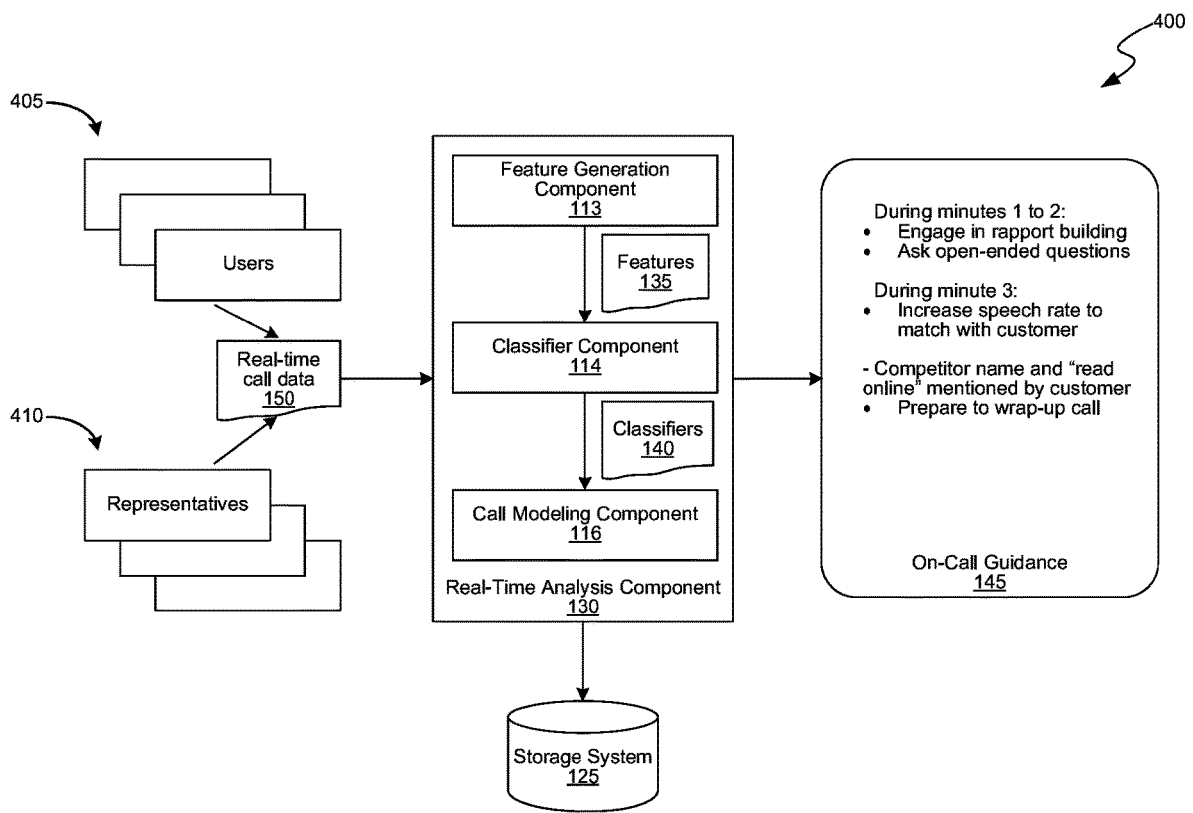 400
405
Users
Real-time
call data
150
410
Representatives
Feature Generation
Component
113
Features
135
Classifier Component
114
Classifiers
140
Call Modeling Component
116
Real-Time Analysis Component
130
Storage System
125
During minutes 1 to 2:
• Engage in rapport building
• Ask open-ended questions
During minute 3:
• Increase speech rate to
match with customer
- Competitor name and “read
online” mentioned by customer
• Prepare to wrap-up call
On-Call Guidance
145